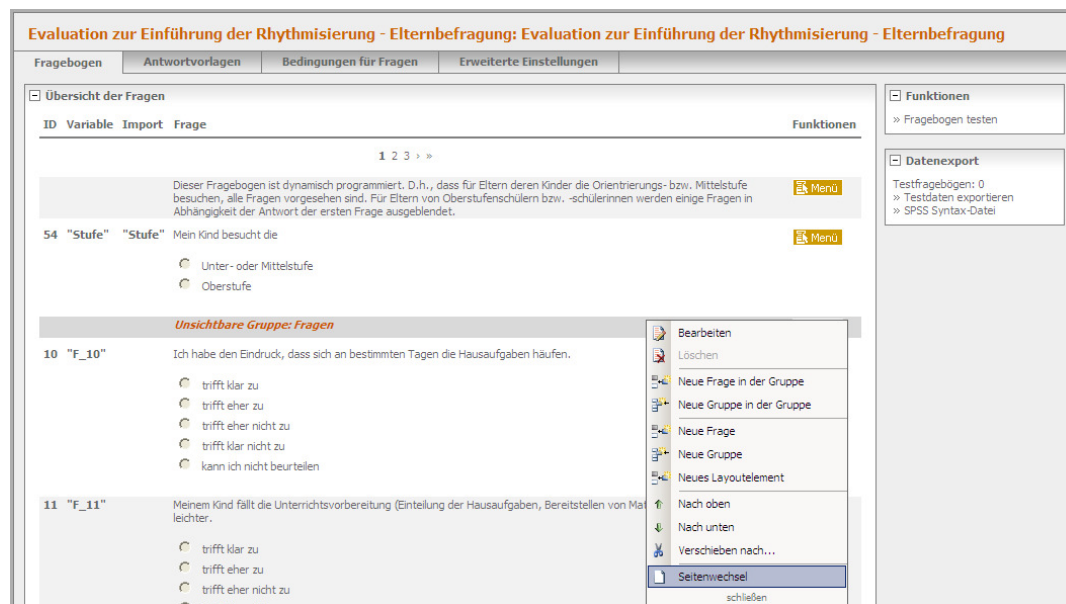 Evaluation zur Einführung der Rhythmisierung - Elternbefragung: Evaluation zur Einführung der Rhythmisierung - Elternbefragung
Fragebogen Antwortvorlagen Bedingungen für Fragen Erweiterte Einstellungen
Übersicht der Fragen
ID Variable Import Frage Funktionen
1 2 3 › »
Dieser Fragebogen ist dynamisch programmiert. D.h., dass für Eltern deren Kinder die Orientierungs- bzw. Mittelstufe
besuchen, alle Fragen vorgesehen sind. Für Eltern von Oberstufenschülern bzw. -schülerinnen werden einige Fragen in
Abhängigkeit der Antwort der ersten Frage ausgeblendet.
Menü
54 "Stufe" "Stufe" Mein Kind besucht die
Menü
Unter- oder Mittelstufe
Oberstufe
Unsichtbare Gruppe: Fragen
10 "F_10" Ich habe den Eindruck, dass sich an bestimmten Tagen die Hausaufgaben häufen.
trifft klar zu
trifft eher zu
trifft eher nicht zu
trifft klar nicht zu
kann ich nicht beurteilen
11 "F_11" Meinem Kind fällt die Unterrichtsvorbereitung (Einteilung der Hausaufgaben, Bereitstellen von
leichter.
trifft klar zu
trifft eher zu
trifft eher nicht zu
Bearbeiten
Löschen
Neue Frage in der Gruppe
Neue Gruppe in der Gruppe
Neue Frage
Neue Gruppe
Neues Layoutelement
Nach oben
Nach unten
Verschieben nach...
Seitenwechsel
schließen
Funktionen
» Fragebogen testen
Datenexport
Testfragebögen: 0
» Testdaten exportieren
» SPSS Syntax-Datei